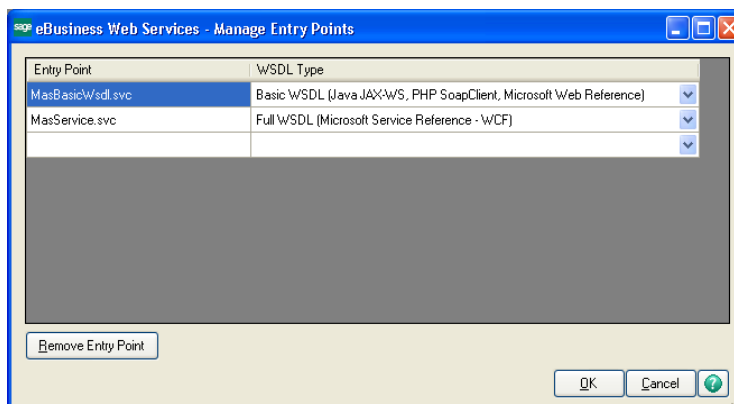 sage eBusiness Web Services - Manage Entry Points
Entry Point WSDL Type
MasBasicWsdl.svc Basic WSDL (Java JAX-WS, PHP SoapClient, Microsoft Web Reference)
MasService.svc Full WSDL (Microsoft Service Reference - WCF)
Remove Entry Point
OK Cancel ?